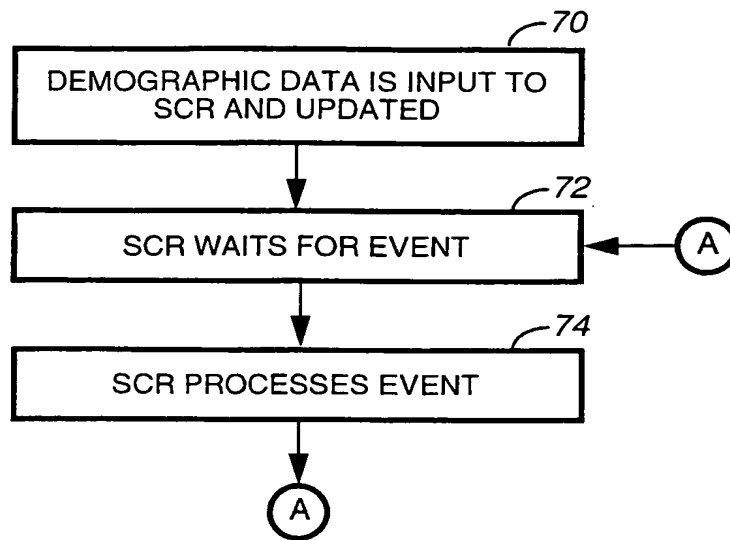 70
DEMOGRAPHIC DATA IS INPUT TO
SCR AND UPDATED
72
SCR WAITS FOR EVENT
A
74
SCR PROCESSES EVENT
A